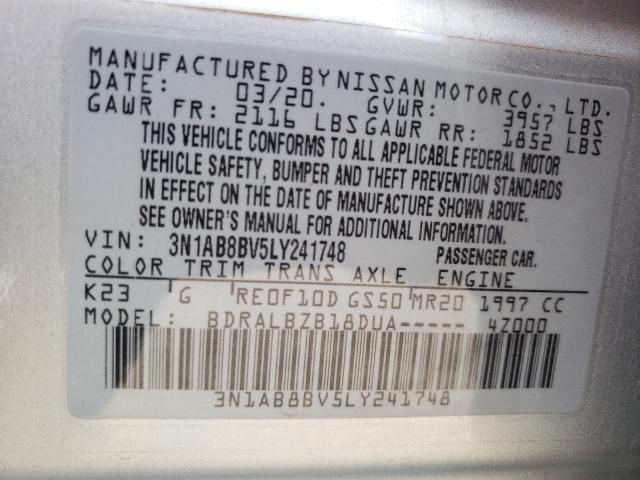 MANUFACTURED BY NISSAN MOTOR CO., LTD.
DATE: 03/20. GVWR: 3957 LBS
GAWR FR: 2116 LBS GAWR RR: 1852 LBS
THIS VEHICLE CONFORMS TO ALL APPLICABLE FEDERAL MOTOR
VEHICLE SAFETY, BUMPER AND THEFT PREVENTION STANDARDS
IN EFFECT ON THE DATE OF MANUFACTURE SHOWN ABOVE.
SEE OWNER'S MANUAL FOR ADDITIONAL INFORMATION.
VIN: 3N1AB8BV5LY241748 PASSENGER CAR.
COLOR TRIM TRANS AXLE ENGINE
K23 G RE0F10D GS50 MR20 1997 CC
MODEL: BDRALBZB18DUA----- 4Z000
3N1AB8BV5LY241748